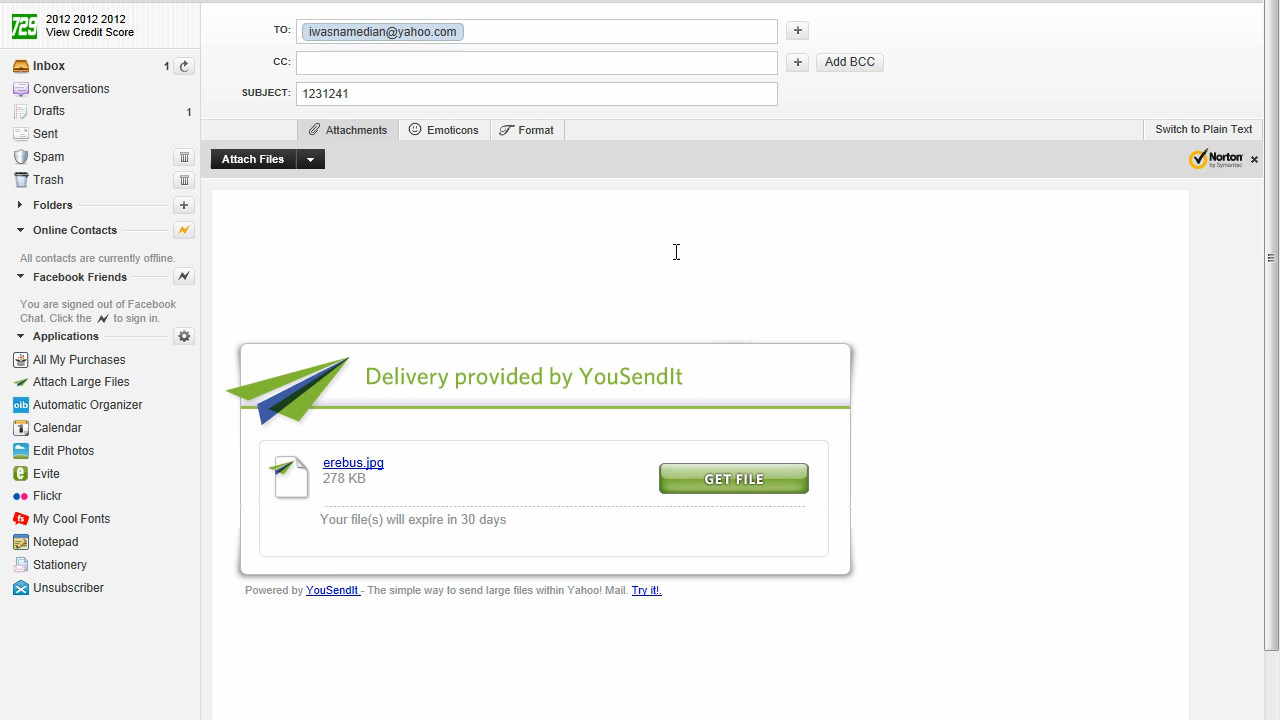 729
2012 2012 2012
View Credit Score
Inbox 1
Conversations
Drafts 1
Sent
Spam
Trash
Folders
Online Contacts
All contacts are currently offline.
Facebook Friends
You are signed out of Facebook
Chat. Click the to sign in.
Applications
All My Purchases
Attach Large Files
oib Automatic Organizer
1 Calendar
Edit Photos
e Evite
Flickr
fs My Cool Fonts
Notepad
Stationery
Unsubscriber
TO: iwasnamedian@yahoo.com +
CC: + Add BCC
SUBJECT: 1231241
Attachments Emoticons Format Switch to Plain Text
Attach Files Norton
by Symantec
Delivery provided by YouSendIt
erebus.jpg
278 KB
GET FILE
Your file(s) will expire in 30 days
Powered by YouSendIt - The simple way to send large files within Yahoo! Mail. Try it!.